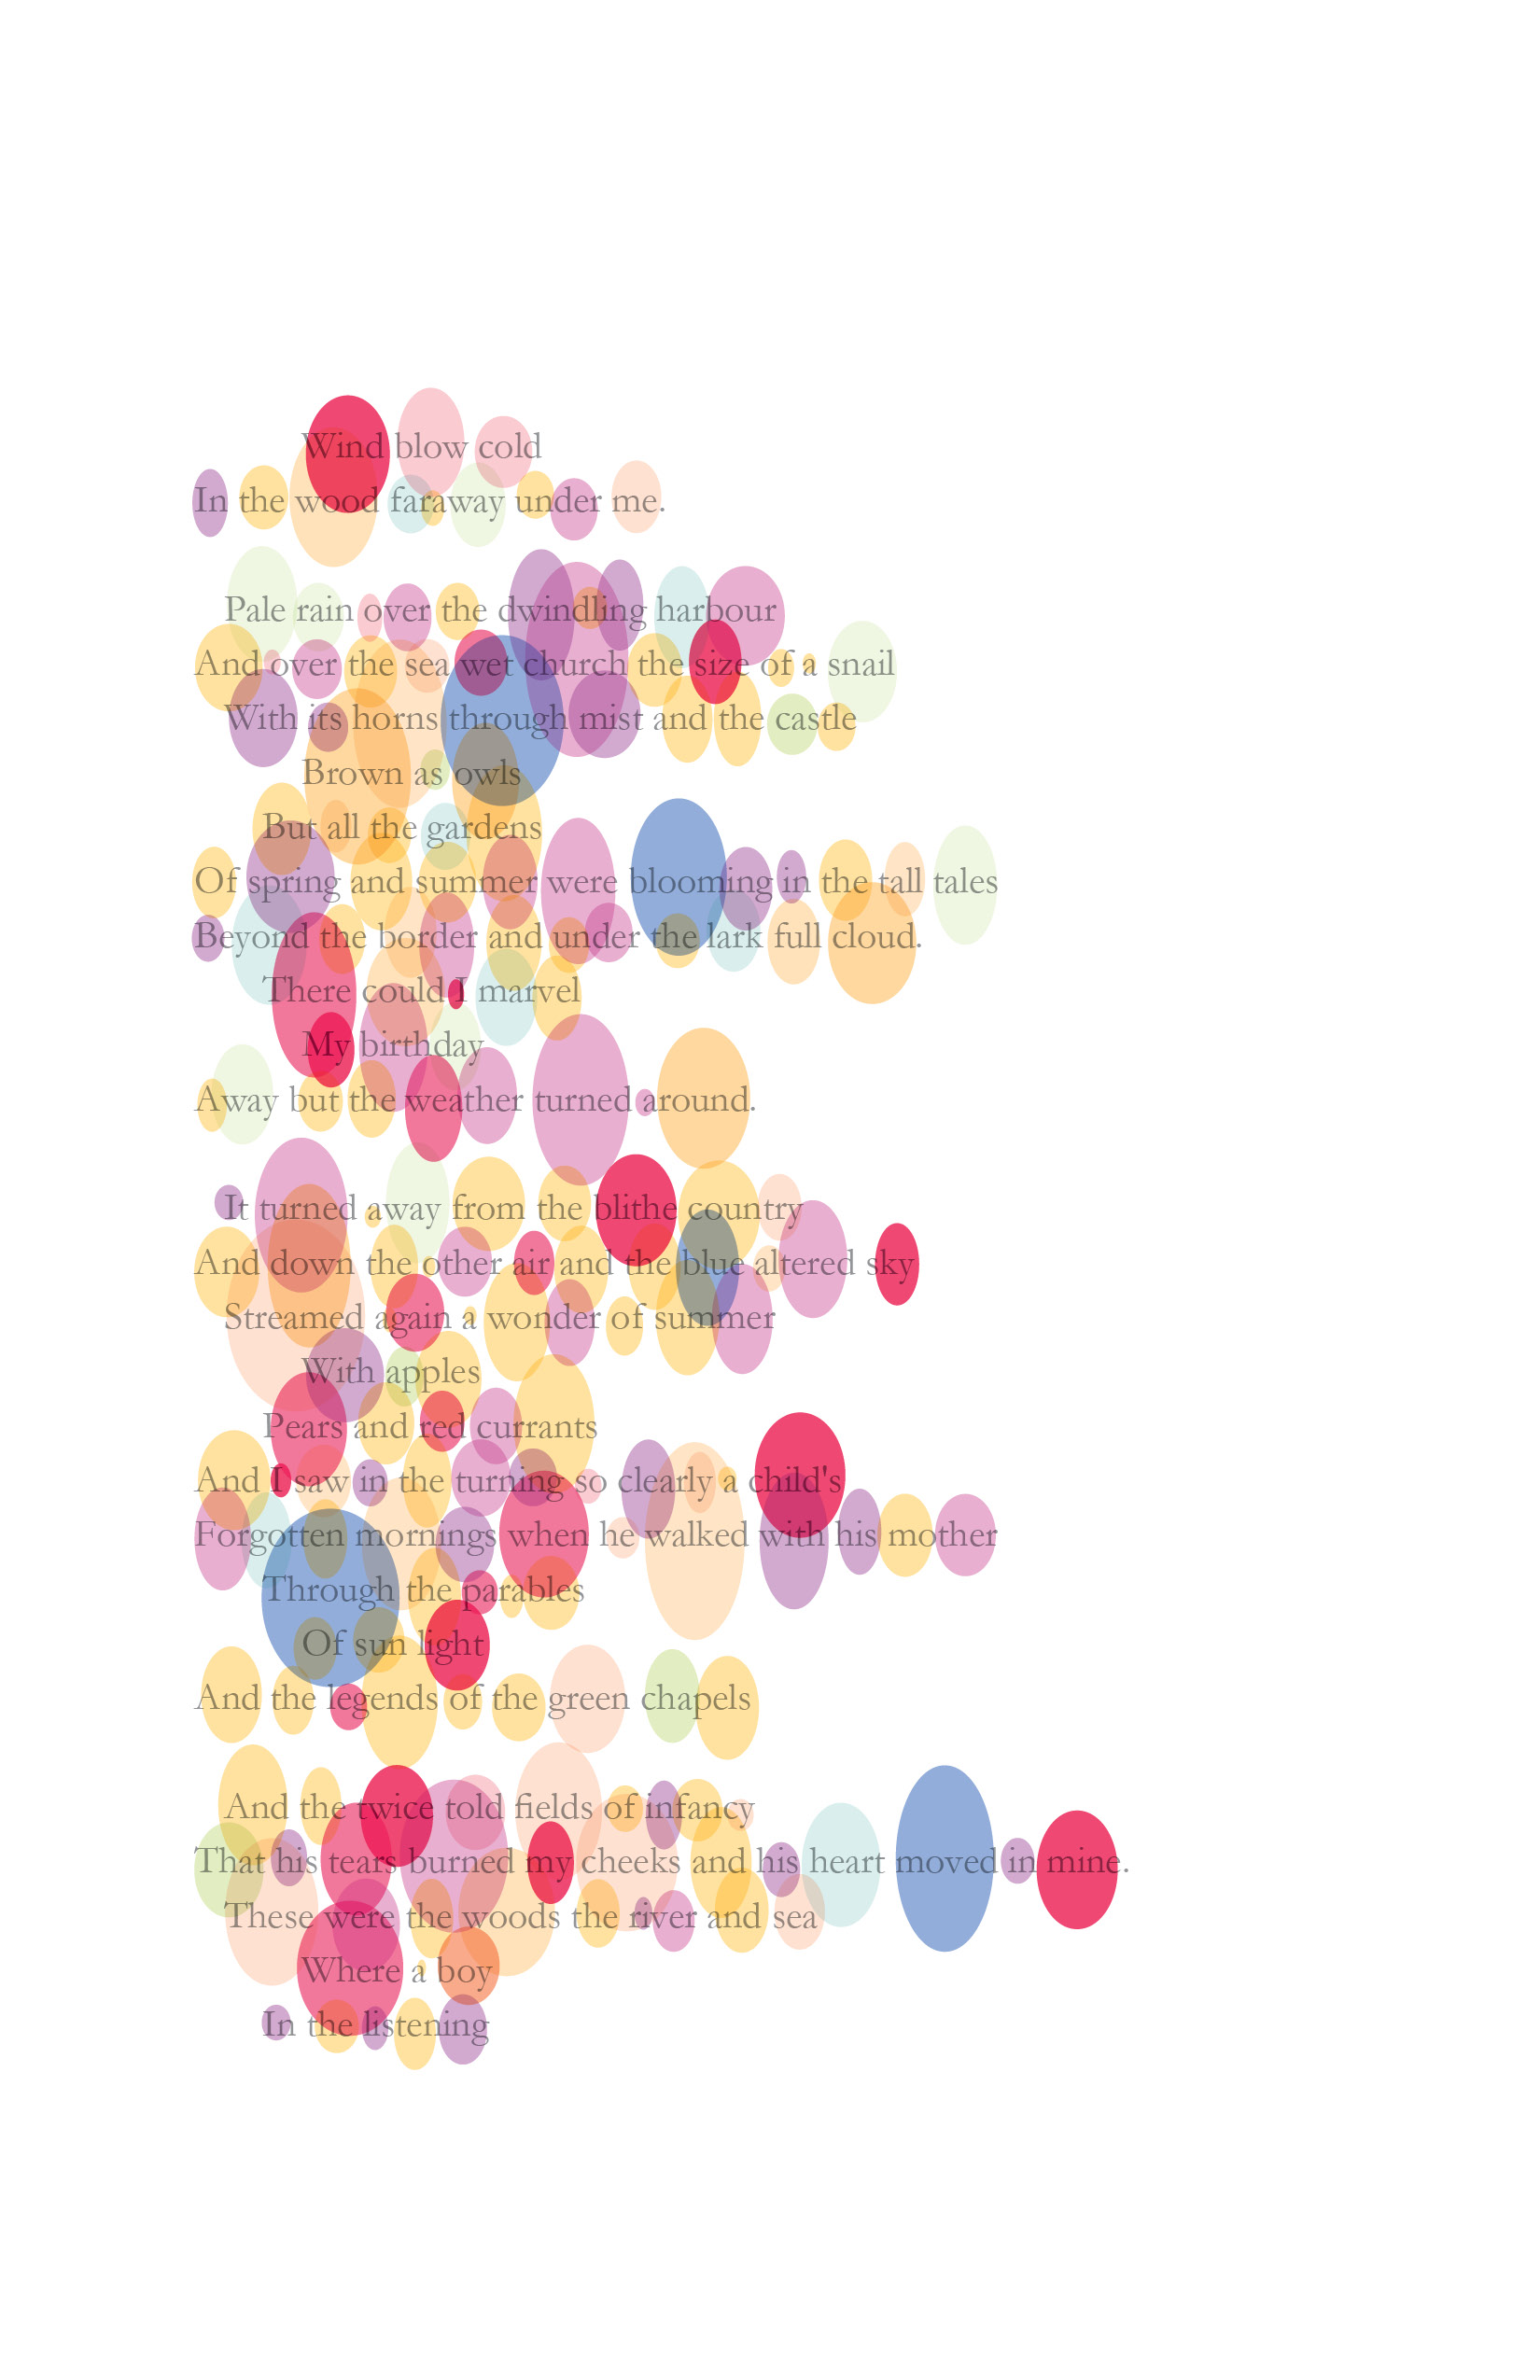 Wind blow cold
In the wood faraway under me.
Pale rain over the dwindling harbour
And over the sea wet church the size of a snail
With its horns through mist and the castle
Brown as owls
But all the gardens
Of spring and summer were blooming in the tall tales
Beyond the border and under the lark full cloud.
There could I marvel
My birthday
Away but the weather turned around.
It turned away from the blithe country
And down the other air and the blue altered sky
Streamed again a wonder of summer
With apples
Pears and red currants
And I saw in the turning so clearly a child's
Forgotten mornings when he walked with his mother
Through the parables
Of sun light
And the legends of the green chapels
And the twice told fields of infancy
That his tears burned my cheeks and his heart moved in mine.
These were the woods the river and sea
Where a boy
In the listening